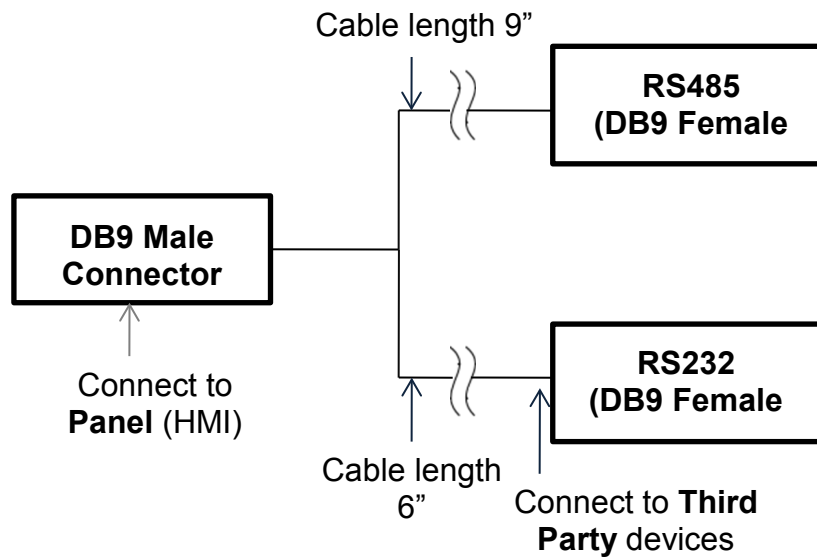 Cable length 9”
RS485
(DB9 Female
DB9 Male
Connector
RS232
(DB9 Female
Connect to
Panel (HMI)
Cable length
6”
Connect to Third
Party devices